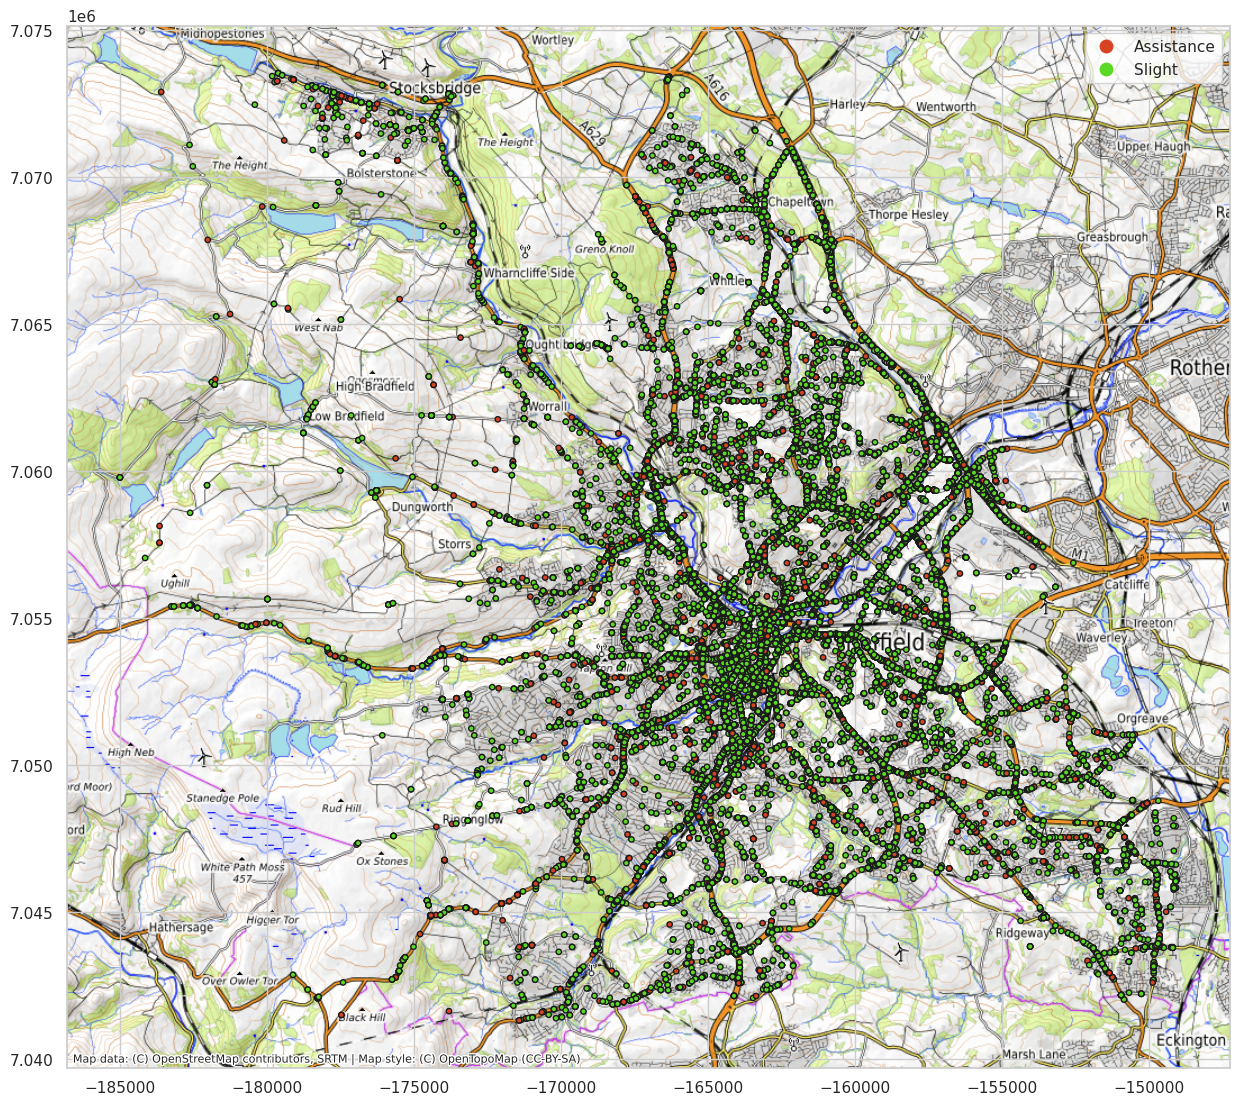 1e6
7.075
7.070
7.065
7.060
7.055
7.050
7.045
7.040
−185000
−180000
−175000
−170000
−165000
−160000
−155000
−150000
Assistance
Slight
Midhopestones
Wortley
Stocksbridge
A616
Harley
Wentworth
A629
The Height
Upper Haugh
The Height
Bolsterstone
Chapeltown
Thorpe Hesley
Greasbrough
Greno Knoll
Wharncliffe Side
West Nab
High Bradfield
Low Bradfield
Worrall
Rother
Dungworth
Storrs
M1
Catcliffe
Ughill
Treeton
Waverley
Orgreave
High Neb
Stanedge Pole
rd Moor)
Rud Hill
Ringinglow
ord
White Path Moss
457
Ox Stones
Higger Tor
Hathersage
Ridgeway
Over Owler Tor
Black Hill
Eckington
Marsh Lane
Map data: (C) OpenStreetMap contributors, SRTM | Map style: (C) OpenTopoMap (CC-BY-SA)